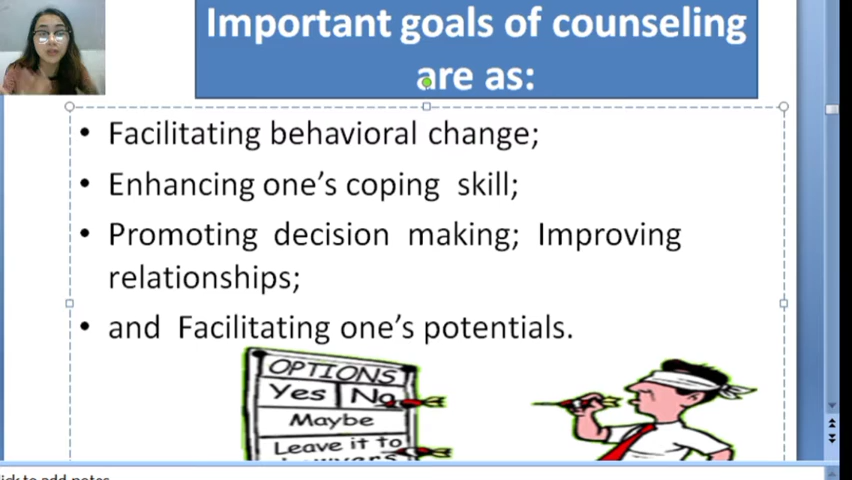 Important goals of counseling
are as:
• Facilitating behavioral change;
• Enhancing one's coping skill;
• Promoting decision making; Improving
relationships;
• and Facilitating one's potentials.
OPTIONS
Yes No
Maybe
Leave it to
lick to add notes